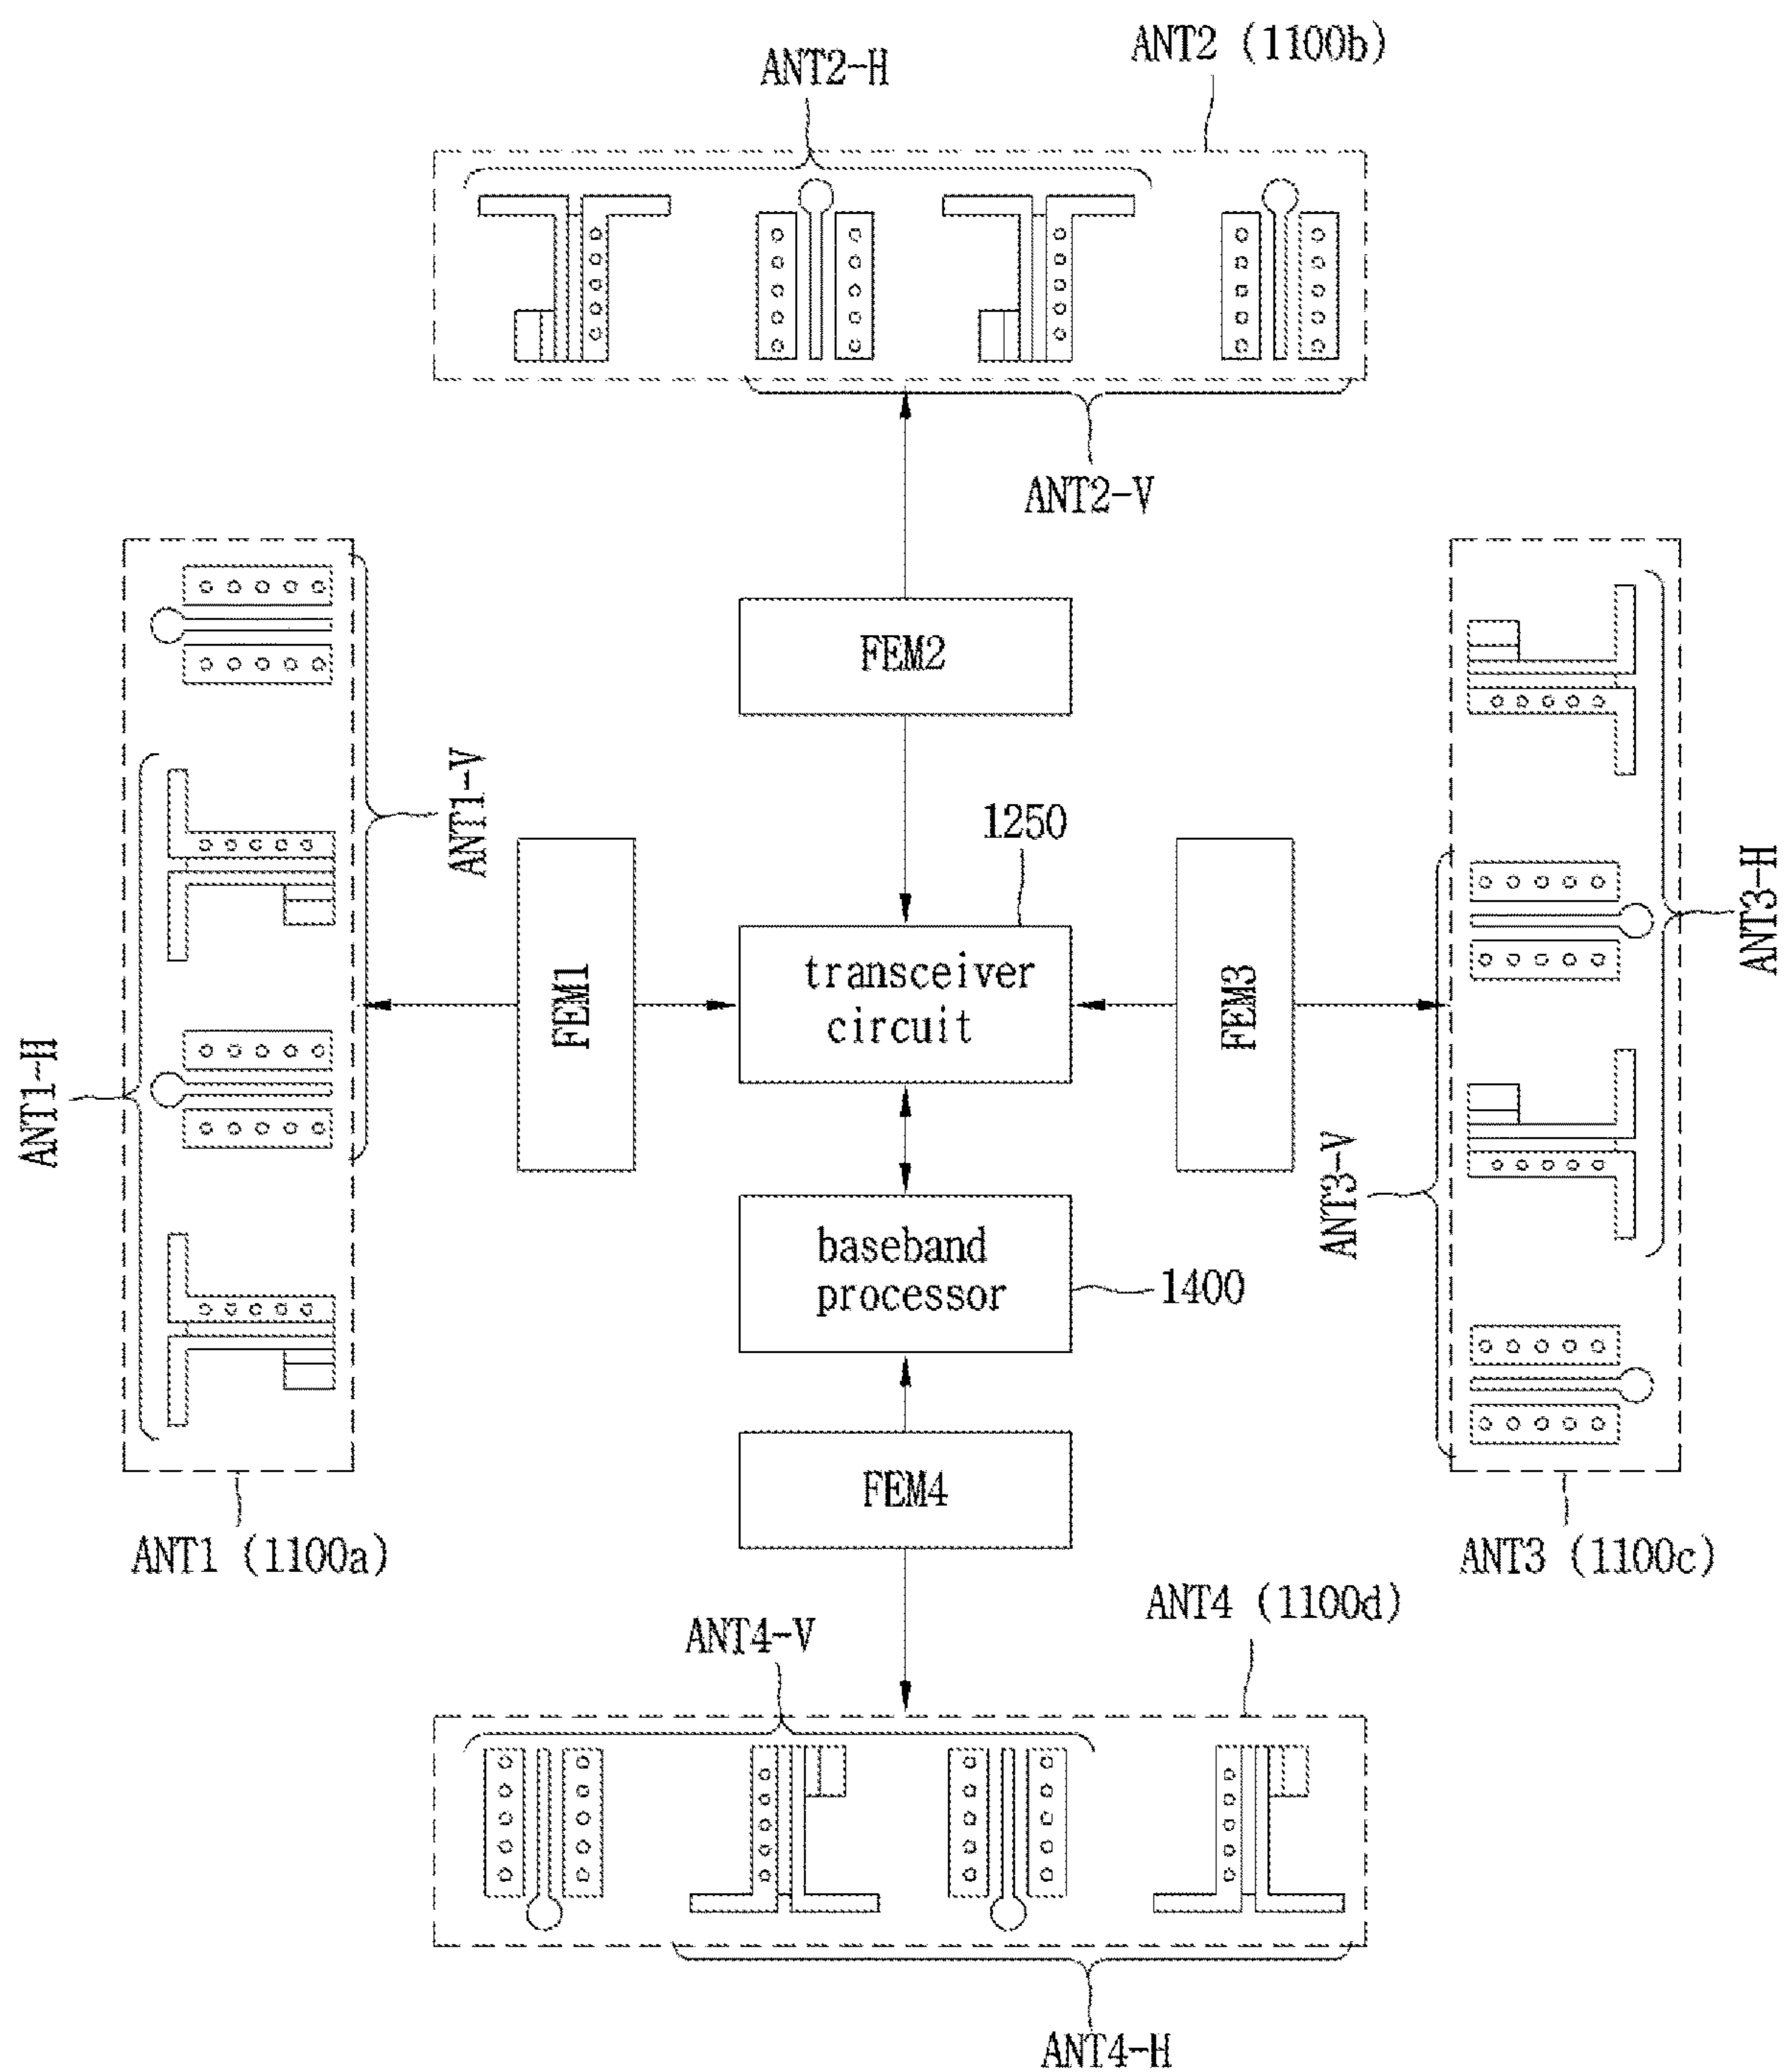 ANT2 (1100b)
ANT2-H
ANT2-V
FEM2
ANT1-V
1250
ANT3-H
FEM1
transceiver
circuit
FEM3
ANT1-H
ANT3-V
baseband
processor
1400
FEM4
ANT1 (1100a)
ANT3 (1100c)
ANT4 (1100d)
ANT4-V
ANT4-H